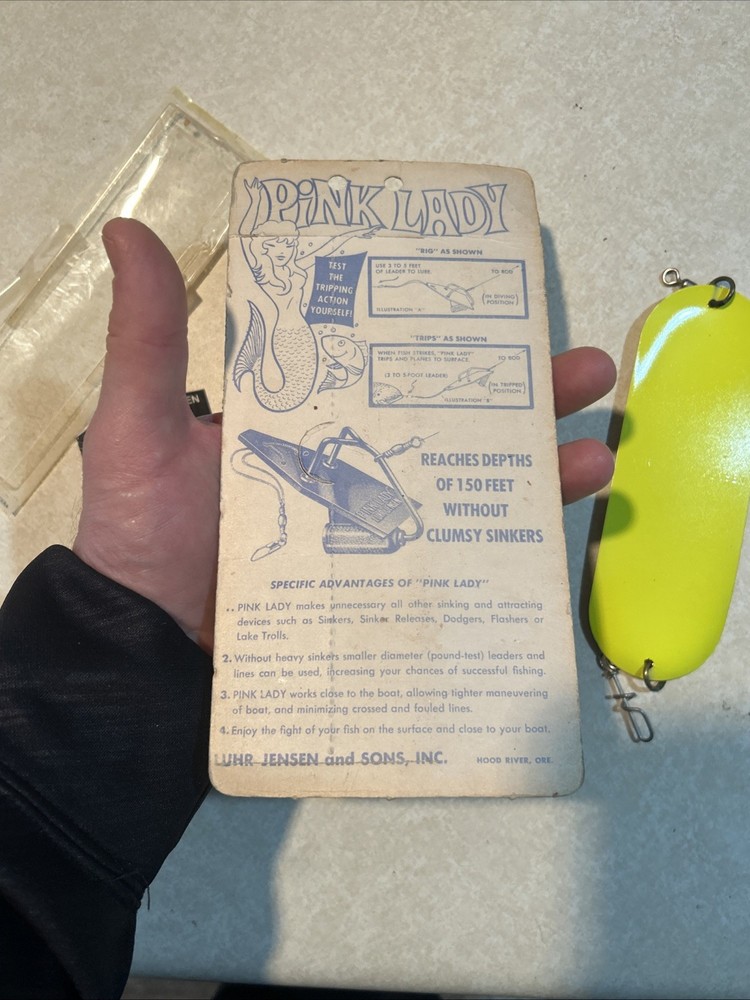 PINK LADY
TEST
THE
TRIPPING
ACTION
YOURSELF!
"RIG" AS SHOWN
USE 3 TO 5 FEET
OF LEADER TO LURE.
TO ROD
(IN DIVING
POSITION)
ILLUSTRATION "A"
"TRIPS" AS SHOWN
WHEN FISH STRIKES, "PINK LADY"
TRIPS AND PLANES TO SURFACE.
TO ROD
(3 TO 5-FOOT LEADER)
(IN TRIPPED
POSITION)
ILLUSTRATION "B"
REACHES DEPTHS
OF 150 FEET
WITHOUT
CLUMSY SINKERS
SPECIFIC ADVANTAGES OF "PINK LADY"
PINK LADY makes unnecessary all other sinking and attracting
devices such as Sinkers, Sinker Releases, Dodgers, Flashers or
Lake Trolls.
2. Without heavy sinkers smaller diameter (pound-test) leaders and
lines can be used, increasing your chances of successful fishing.
3. PINK LADY works close to the boat, allowing tighter maneuvering
of boat, and minimizing crossed and fouled lines.
4. Enjoy the fight of your fish on the surface and close to your boat.
LUHR JENSEN and SONS, INC.
HOOD RIVER, ORE.